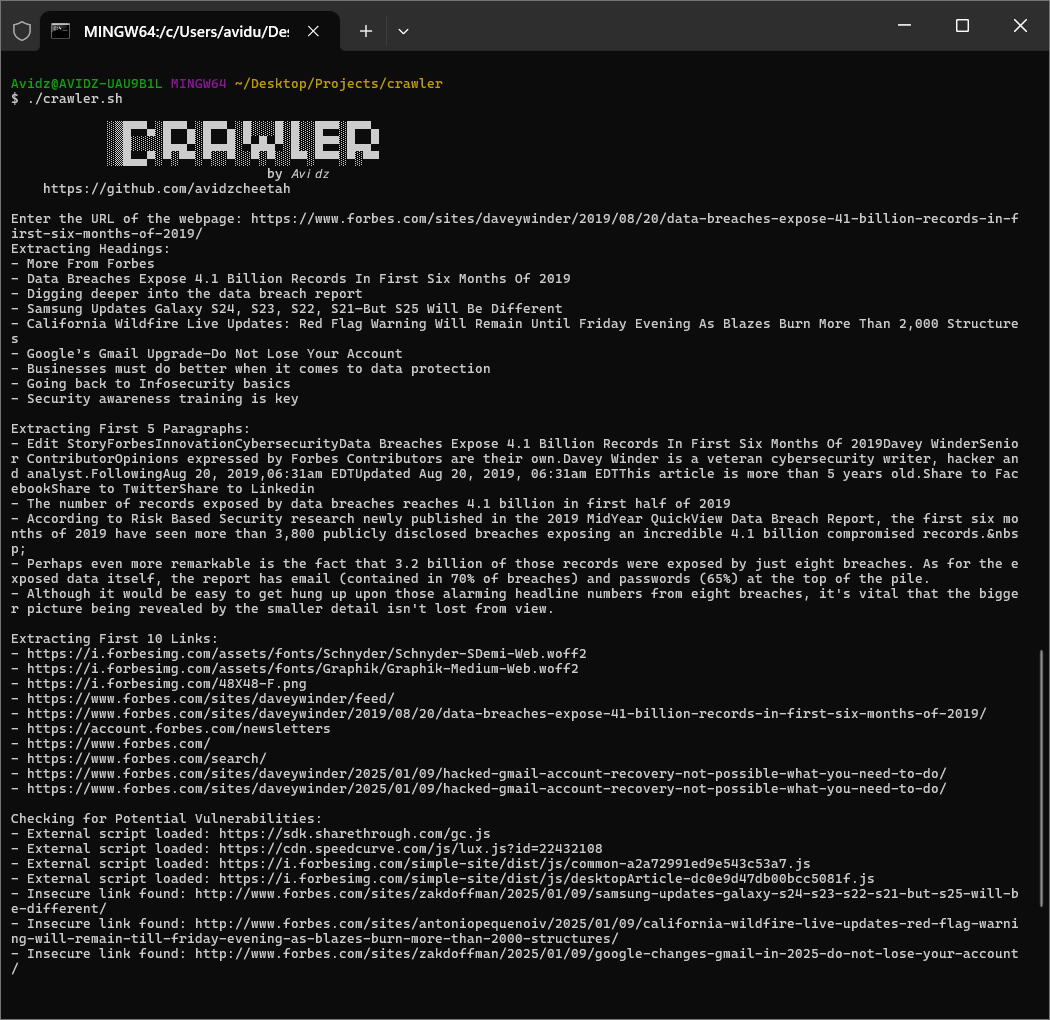 MINGW64:/c/Users/avidu/Des
Avidz@AVIDZ-UAU9B1L MINGW64 ~/Desktop/Projects/crawler
$ ./crawler.sh
CRAWLER
by Avidz
https://github.com/avidzcheetah
Enter the URL of the webpage: https://www.forbes.com/sites/daveywinder/2019/08/20/data-breaches-expose-41-billion-records-in-f
irst-six-months-of-2019/
Extracting Headings:
- More From Forbes
- Data Breaches Expose 4.1 Billion Records In First Six Months Of 2019
- Digging deeper into the data breach report
- Samsung Updates Galaxy S24, S23, S22, S21—But S25 Will Be Different
- California Wildfire Live Updates: Red Flag Warning Will Remain Until Friday Evening As Blazes Burn More Than 2,000 Structure
s
- Google’s Gmail Upgrade—Do Not Lose Your Account
- Businesses must do better when it comes to data protection
- Going back to Infosecurity basics
- Security awareness training is key
Extracting First 5 Paragraphs:
- Edit StoryForbesInnovationCybersecurityData Breaches Expose 4.1 Billion Records In First Six Months Of 2019Davey WinderSenio
r ContributorOpinions expressed by Forbes Contributors are their own.Davey Winder is a veteran cybersecurity writer, hacker an
d analyst.FollowingAug 20, 2019,06:31am EDTUpdated Aug 20, 2019, 06:31am EDTThis article is more than 5 years old.Share to Fac
ebookShare to TwitterShare to Linkedin
- The number of records exposed by data breaches reaches 4.1 billion in first half of 2019
- According to Risk Based Security research newly published in the 2019 MidYear QuickView Data Breach Report, the first six mo
nths of 2019 have seen more than 3,800 publicly disclosed breaches exposing an incredible 4.1 billion compromised records.&nbs
p;
- Perhaps even more remarkable is the fact that 3.2 billion of those records were exposed by just eight breaches. As for the e
xposed data itself, the report has email (contained in 70% of breaches) and passwords (65%) at the top of the pile.
- Although it would be easy to get hung up upon those alarming headline numbers from eight breaches, it's vital that the bigge
r picture being revealed by the smaller detail isn't lost from view.
Extracting First 10 Links:
- https://i.forbesimg.com/assets/fonts/Schnyder/Schnyder-SDemi-Web.woff2
- https://i.forbesimg.com/assets/fonts/Graphik/Graphik-Medium-Web.woff2
- https://i.forbesimg.com/48X48-F.png
- https://www.forbes.com/sites/daveywinder/feed/
- https://www.forbes.com/sites/daveywinder/2019/08/20/data-breaches-expose-41-billion-records-in-first-six-months-of-2019/
- https://account.forbes.com/newsletters
- https://www.forbes.com/
- https://www.forbes.com/search/
- https://www.forbes.com/sites/daveywinder/2025/01/09/hacked-gmail-account-recovery-not-possible-what-you-need-to-do/
- https://www.forbes.com/sites/daveywinder/2025/01/09/hacked-gmail-account-recovery-not-possible-what-you-need-to-do/
Checking for Potential Vulnerabilities:
- External script loaded: https://sdk.sharethrough.com/gc.js
- External script loaded: https://cdn.speedcurve.com/js/lux.js?id=22432108
- External script loaded: https://i.forbesimg.com/simple-site/dist/js/common-a2a72991ed9e543c53a7.js
- External script loaded: https://i.forbesimg.com/simple-site/dist/js/desktopArticle-dc0e9d47db00bcc5081f.js
- Insecure link found: http://www.forbes.com/sites/zakdoffman/2025/01/09/samsung-updates-galaxy-s24-s23-s22-s21-but-s25-will-b
e-different/
- Insecure link found: http://www.forbes.com/sites/antoniopequenoiv/2025/01/09/california-wildfire-live-updates-red-flag-warni
ng-will-remain-till-friday-evening-as-blazes-burn-more-than-2000-structures/
- Insecure link found: http://www.forbes.com/sites/zakdoffman/2025/01/09/google-changes-gmail-in-2025-do-not-lose-your-account
/